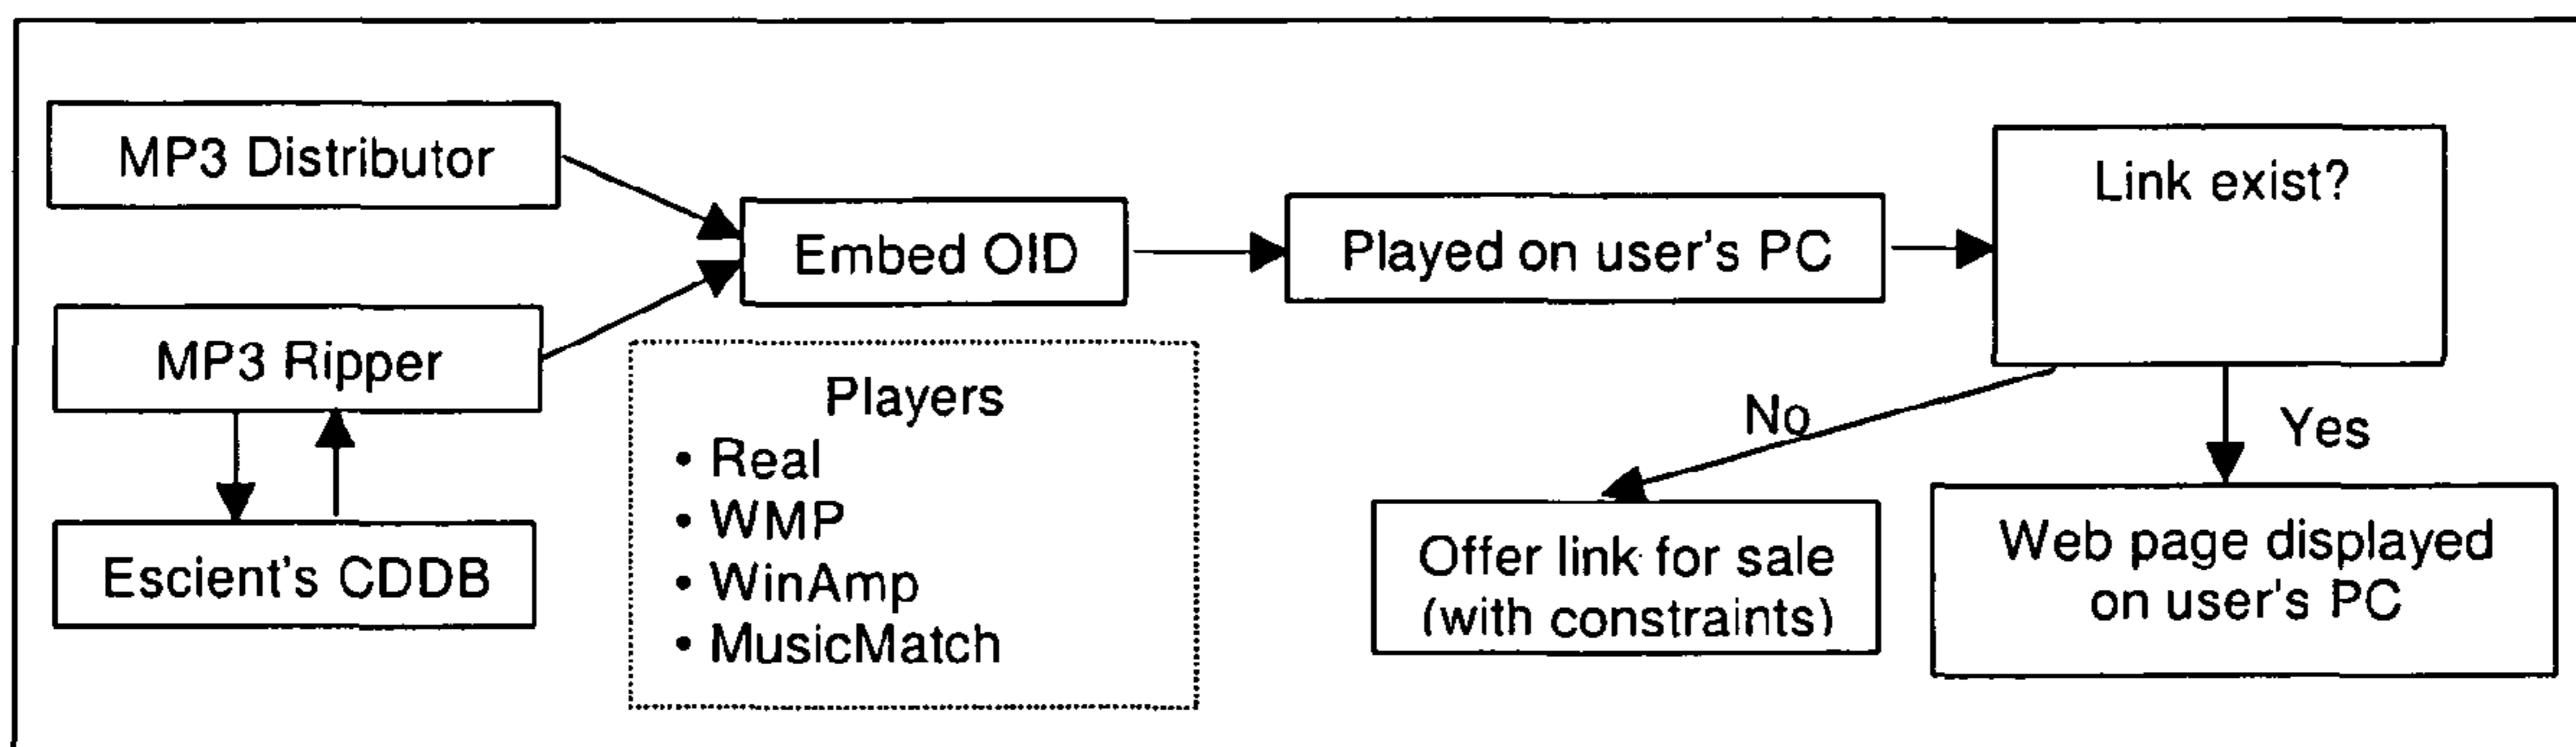 MP3 Distributor
MP3 Ripper
Escient's CDDB
Embed OID
Players
• Real
• WMP
• WinAmp
• MusicMatch
Played on user's PC
Link exist?
No
Yes
Offer link for sale
(with constraints)
Web page displayed
on user's PC